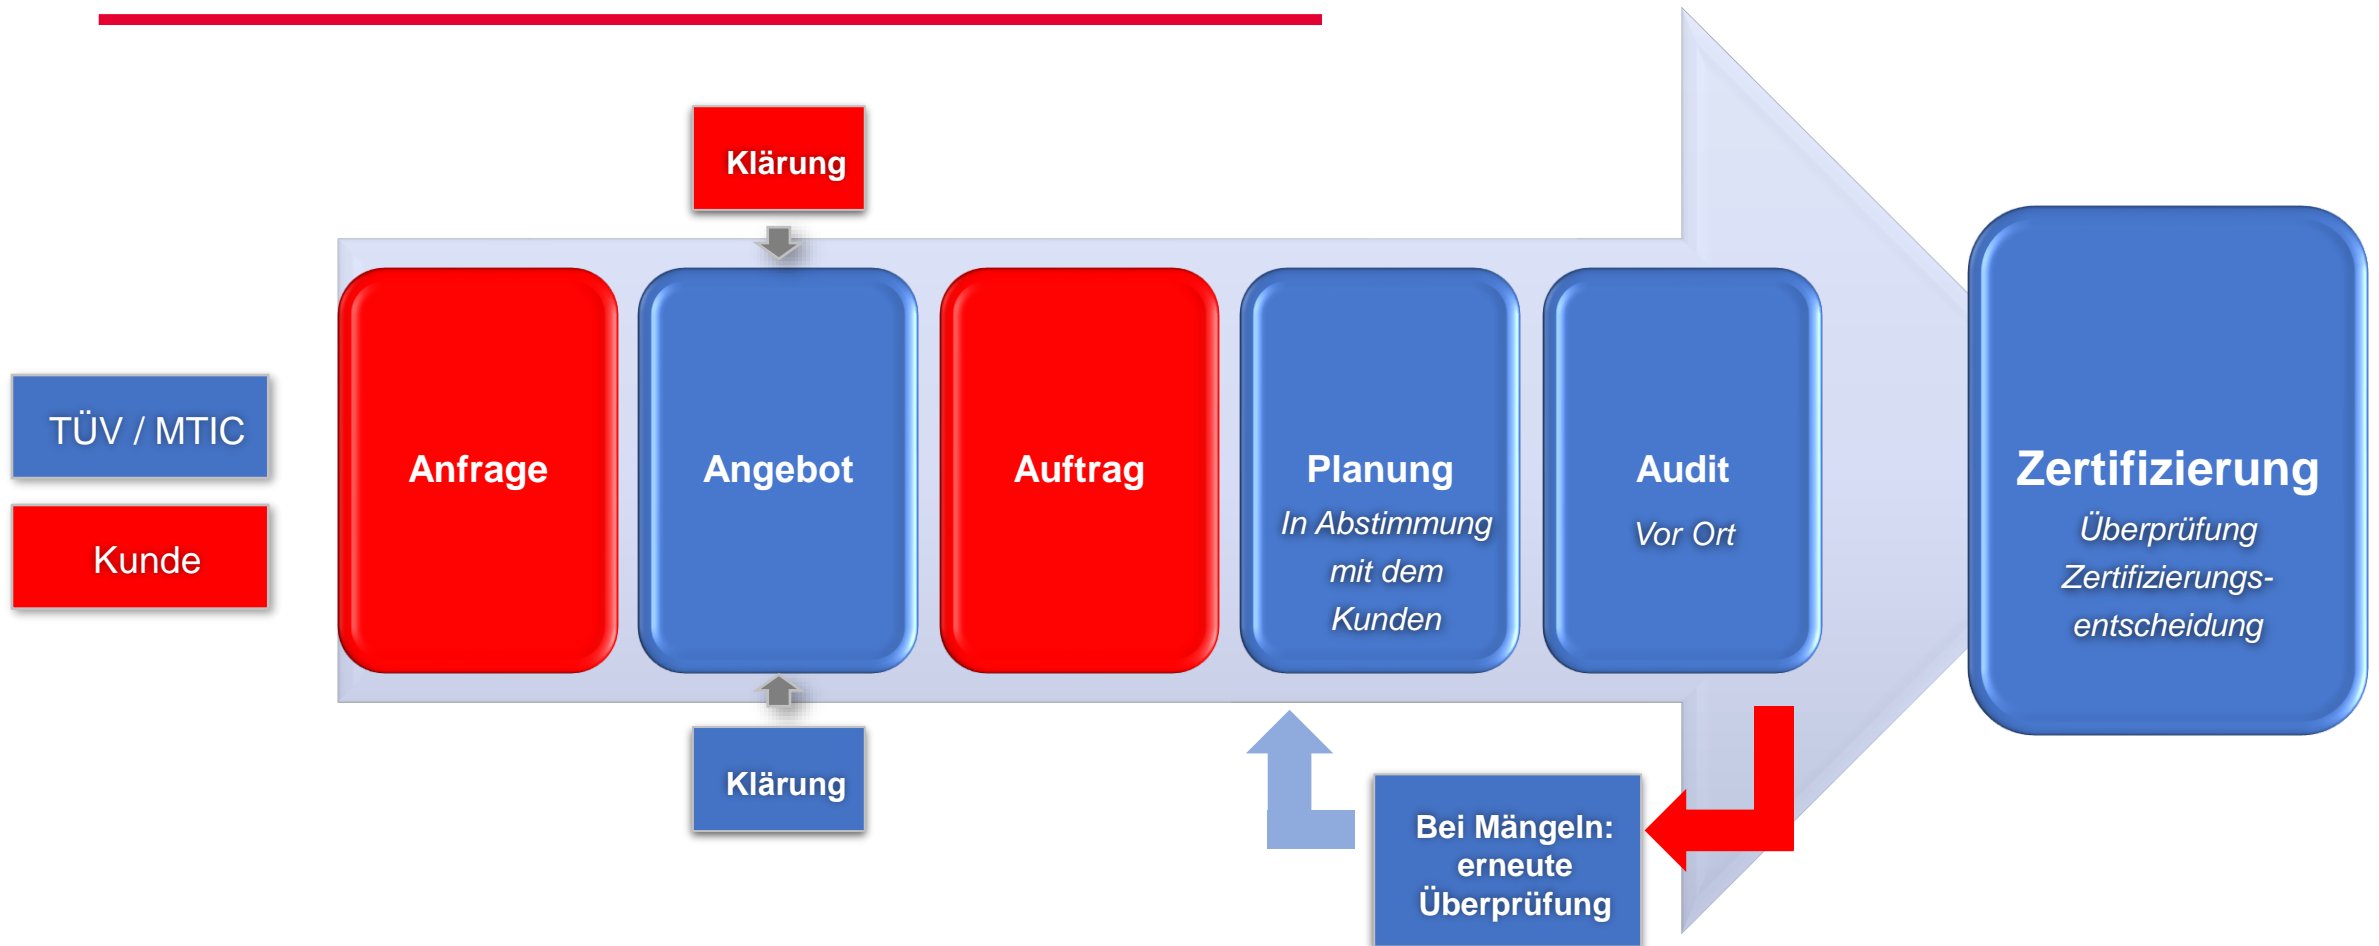 Klärung
TÜV / MTIC
Kunde
Anfrage
Angebot
Auftrag
Planung
In Abstimmung
mit dem
Kunden
Audit
Vor Ort
Zertifizierung
Überprüfung
Zertifizierungs-
entscheidung
Klärung
Bei Mängeln:
erneute
Überprüfung